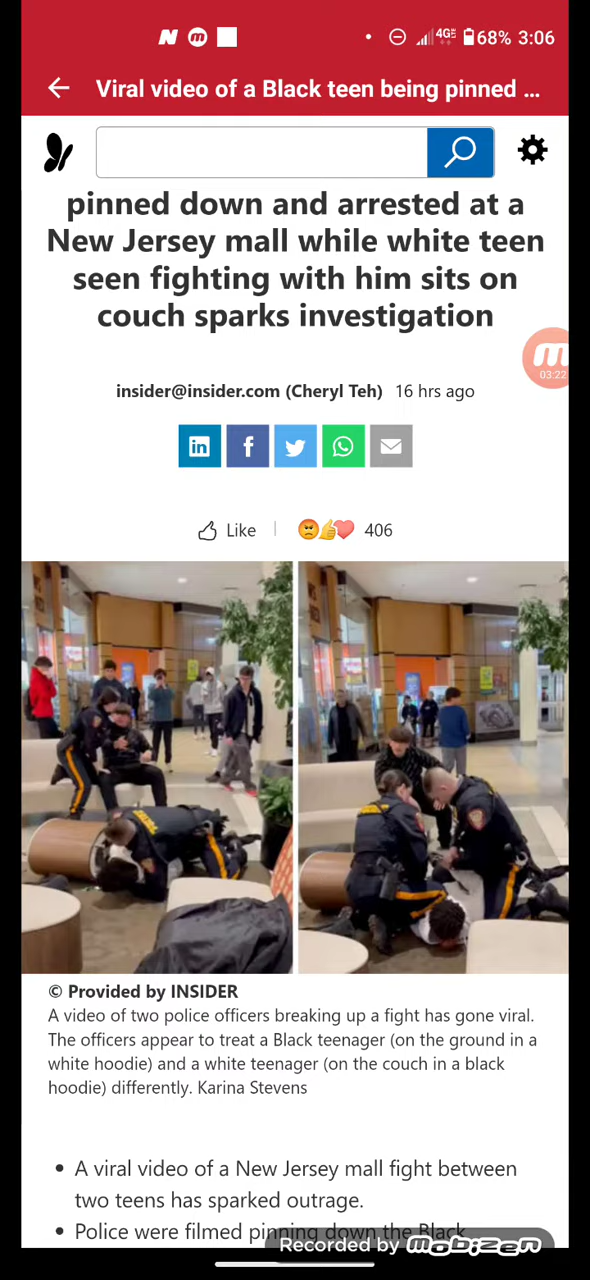 68% 3:06
Viral video of a Black teen being pinned ...
pinned down and arrested at a
New Jersey mall while white teen
seen fighting with him sits on
couch sparks investigation
03:22
insider@insider.com (Cheryl Teh) 16 hrs ago
Like
406
© Provided by INSIDER
A video of two police officers breaking up a fight has gone viral.
The officers appear to treat a Black teenager (on the ground in a
white hoodie) and a white teenager (on the couch in a black
hoodie) differently. Karina Stevens
• A viral video of a New Jersey mall fight between
two teens has sparked outrage.
• Police were filmed pinning down the Black
Recorded by mobizen